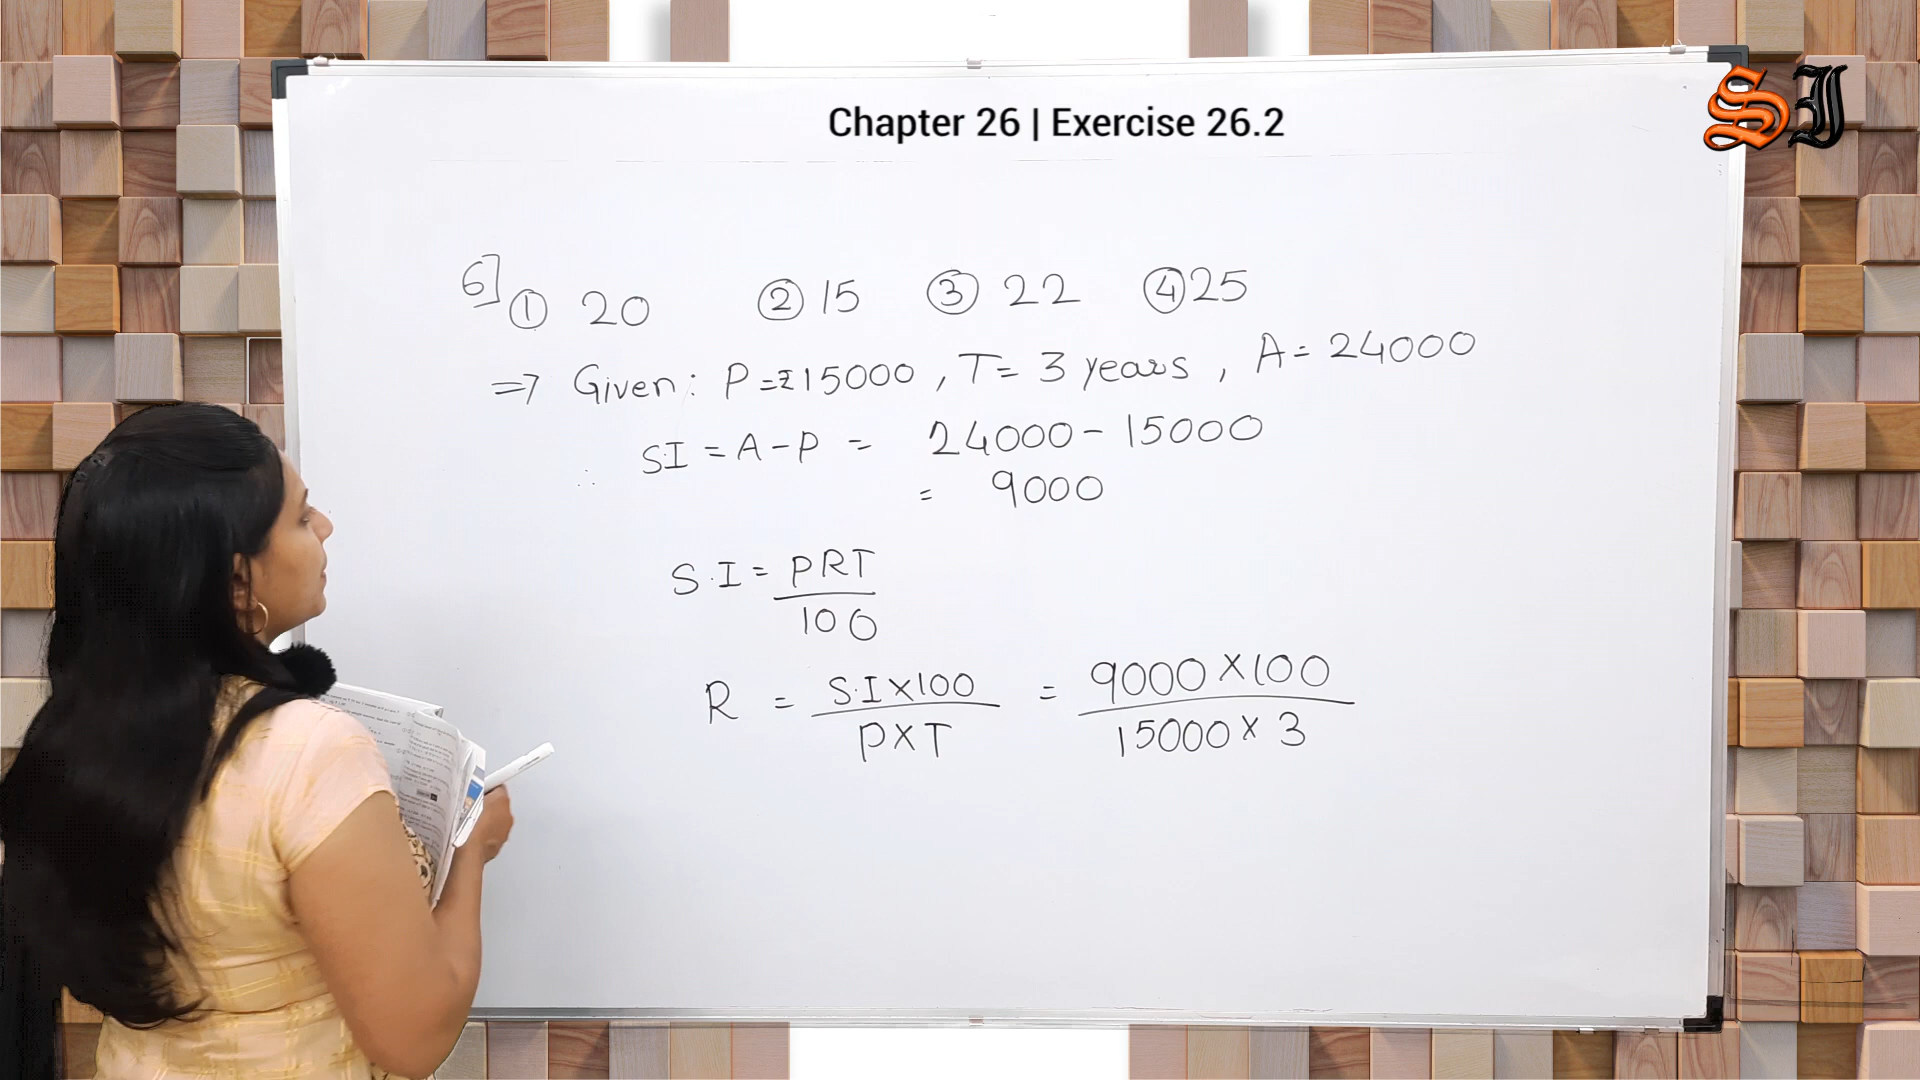 Chapter 26 | Exercise 26.2
SJ
6] ① 20 ② 15 ③ 22 ④ 25
=> Given: P=₹15000, T= 3 years, A= 24000
∴ SI = A-P = 24000 - 15000
= 9000
S.I = PRT
100
R = S.I×100 = 9000×100
P×T 15000×3